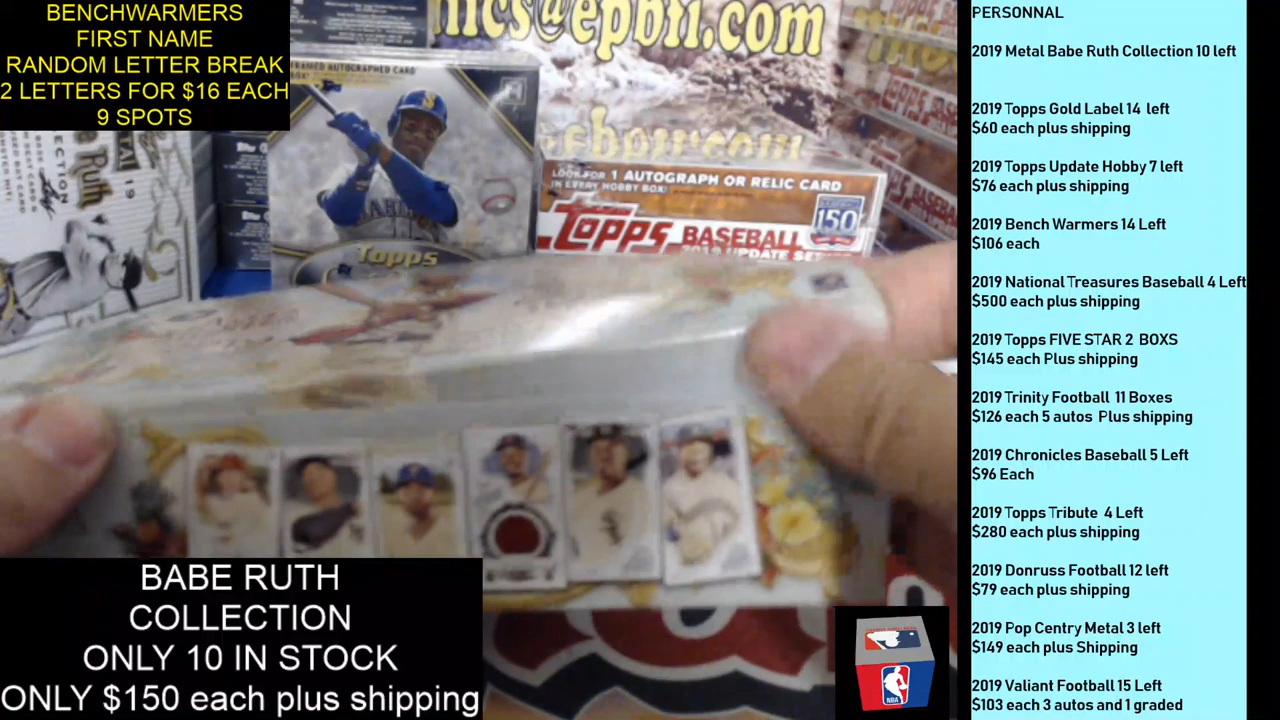 BENCHWARMERS
FIRST NAME
RANDOM LETTER BREAK
2 LETTERS FOR $16 EACH
9 SPOTS
nics@epbtl.com
FRAMED AUTOGRAPHED CARD
Topps
LOOK FOR 1 AUTOGRAPH OR RELIC CARD
IN EVERY HOBBY BOX!
TOPPS BASEBALL
150
BABE RUTH
COLLECTION
ONLY 10 IN STOCK
ONLY $150 each plus shipping
NBA
PERSONNAL
2019 Metal Babe Ruth Collection 10 left
2019 Topps Gold Label 14 left
$60 each plus shipping
2019 Topps Update Hobby 7 left
$76 each plus shipping
2019 Bench Warmers 14 Left
$106 each
2019 National Treasures Baseball 4 Left
$500 each plus shipping
2019 Topps FIVE STAR 2 BOXS
$145 each Plus shipping
2019 Trinity Football 11 Boxes
$126 each 5 autos Plus shipping
2019 Chronicles Baseball 5 Left
$96 Each
2019 Topps Tribute 4 Left
$280 each plus shipping
2019 Donruss Football 12 left
$79 each plus shipping
2019 Pop Centry Metal 3 left
$149 each plus Shipping
2019 Valiant Football 15 Left
$103 each 3 autos and 1 graded